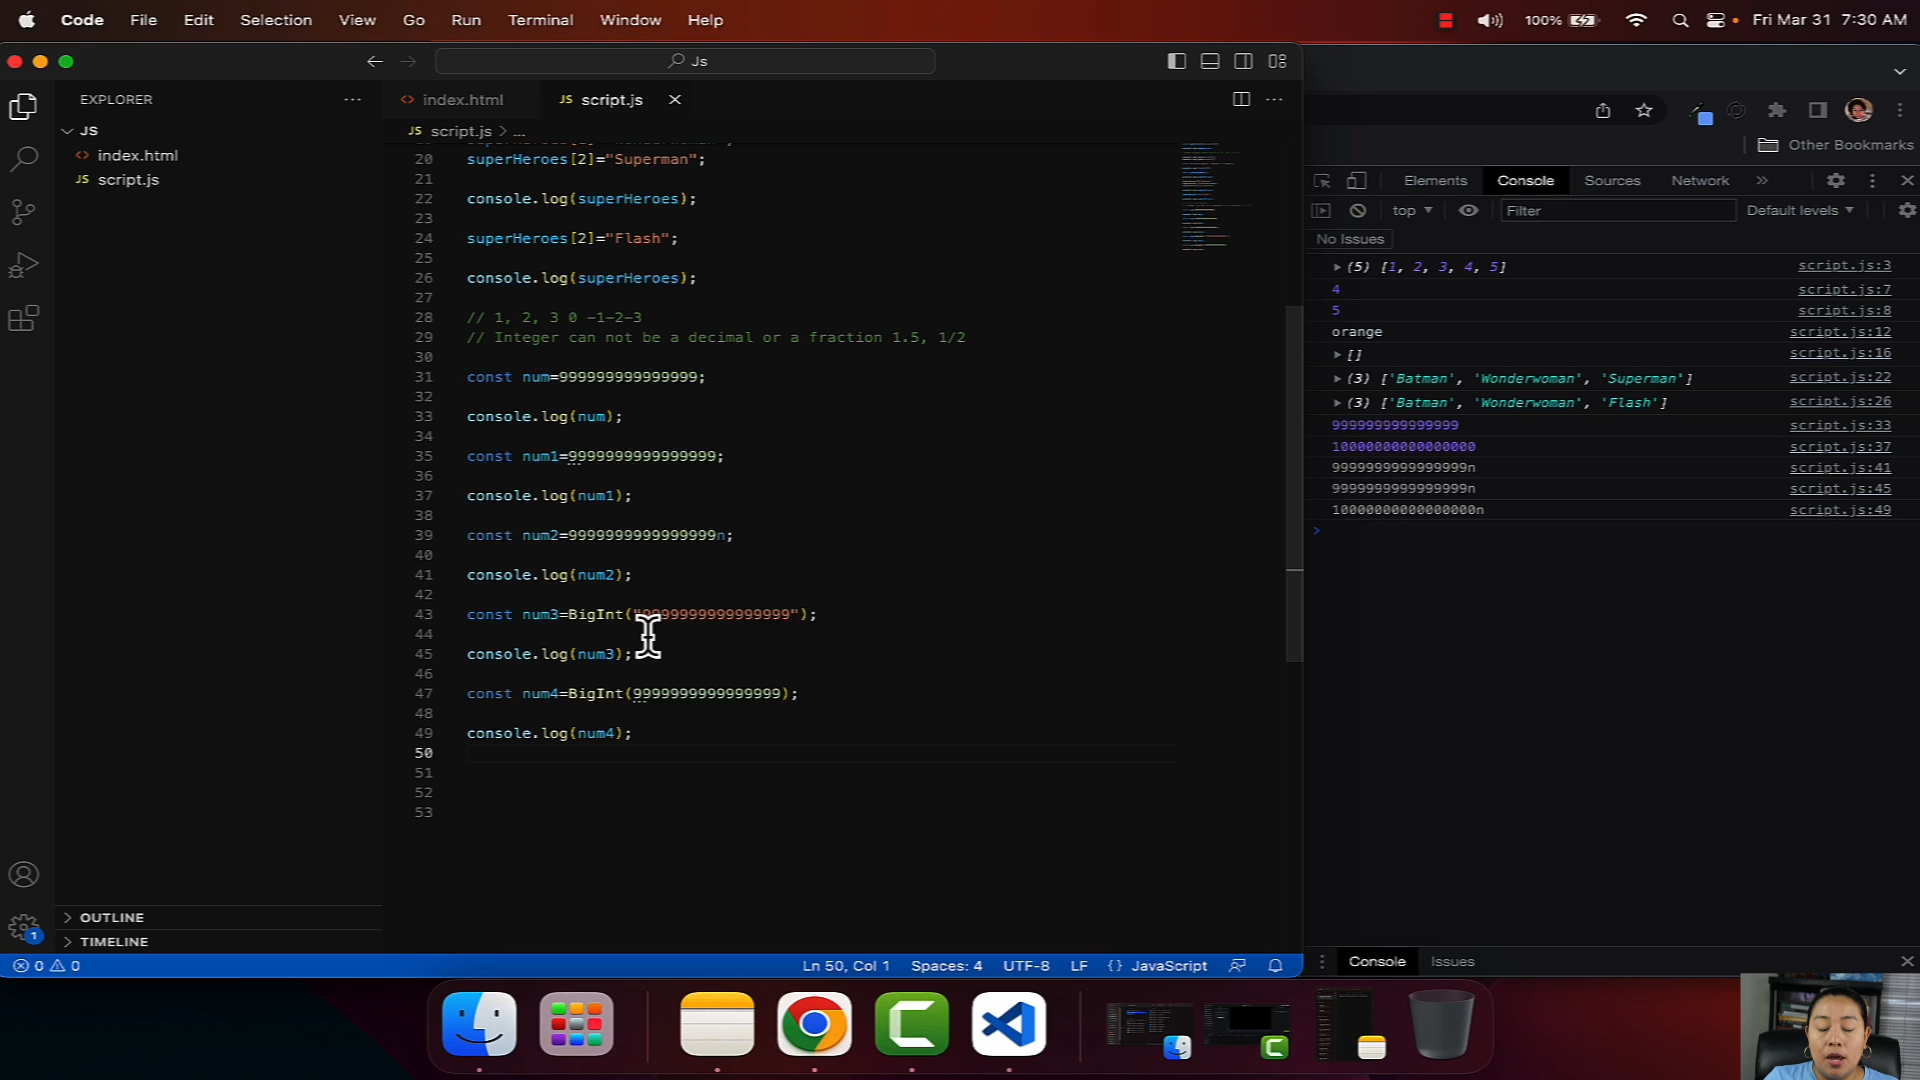 Code File Edit Selection View Go Run Terminal Window Help 100% Fri Mar 31 7:30 AM
Js
EXPLORER
JS
index.html
JS script.js
OUTLINE
TIMELINE
index.html JS script.js
JS script.js > ...
20 superHeroes[2]="Superman";
21
22 console.log(superHeroes);
23
24 superHeroes[2]="Flash";
25
26 console.log(superHeroes);
27
28 // 1, 2, 3 0 -1-2-3
29 // Integer can not be a decimal or a fraction 1.5, 1/2
30
31 const num=999999999999999;
32
33 console.log(num);
34
35 const num1=9999999999999999;
36
37 console.log(num1);
38
39 const num2=9999999999999999n;
40
41 console.log(num2);
42
43 const num3=BigInt("9999999999999999");
44
45 console.log(num3);
46
47 const num4=BigInt(9999999999999999);
48
49 console.log(num4);
50
51
52
53
0 0 Ln 50, Col 1 Spaces: 4 UTF-8 LF {} JavaScript
1
Other Bookmarks
Elements Console Sources Network
top Filter Default levels
No Issues
(5) [1, 2, 3, 4, 5] script.js:3
4 script.js:7
5 script.js:8
orange script.js:12
[] script.js:16
(3) ['Batman', 'Wonderwoman', 'Superman'] script.js:22
(3) ['Batman', 'Wonderwoman', 'Flash'] script.js:26
999999999999999 script.js:33
10000000000000000 script.js:37
9999999999999999n script.js:41
9999999999999999n script.js:45
10000000000000000n script.js:49
>
Console Issues